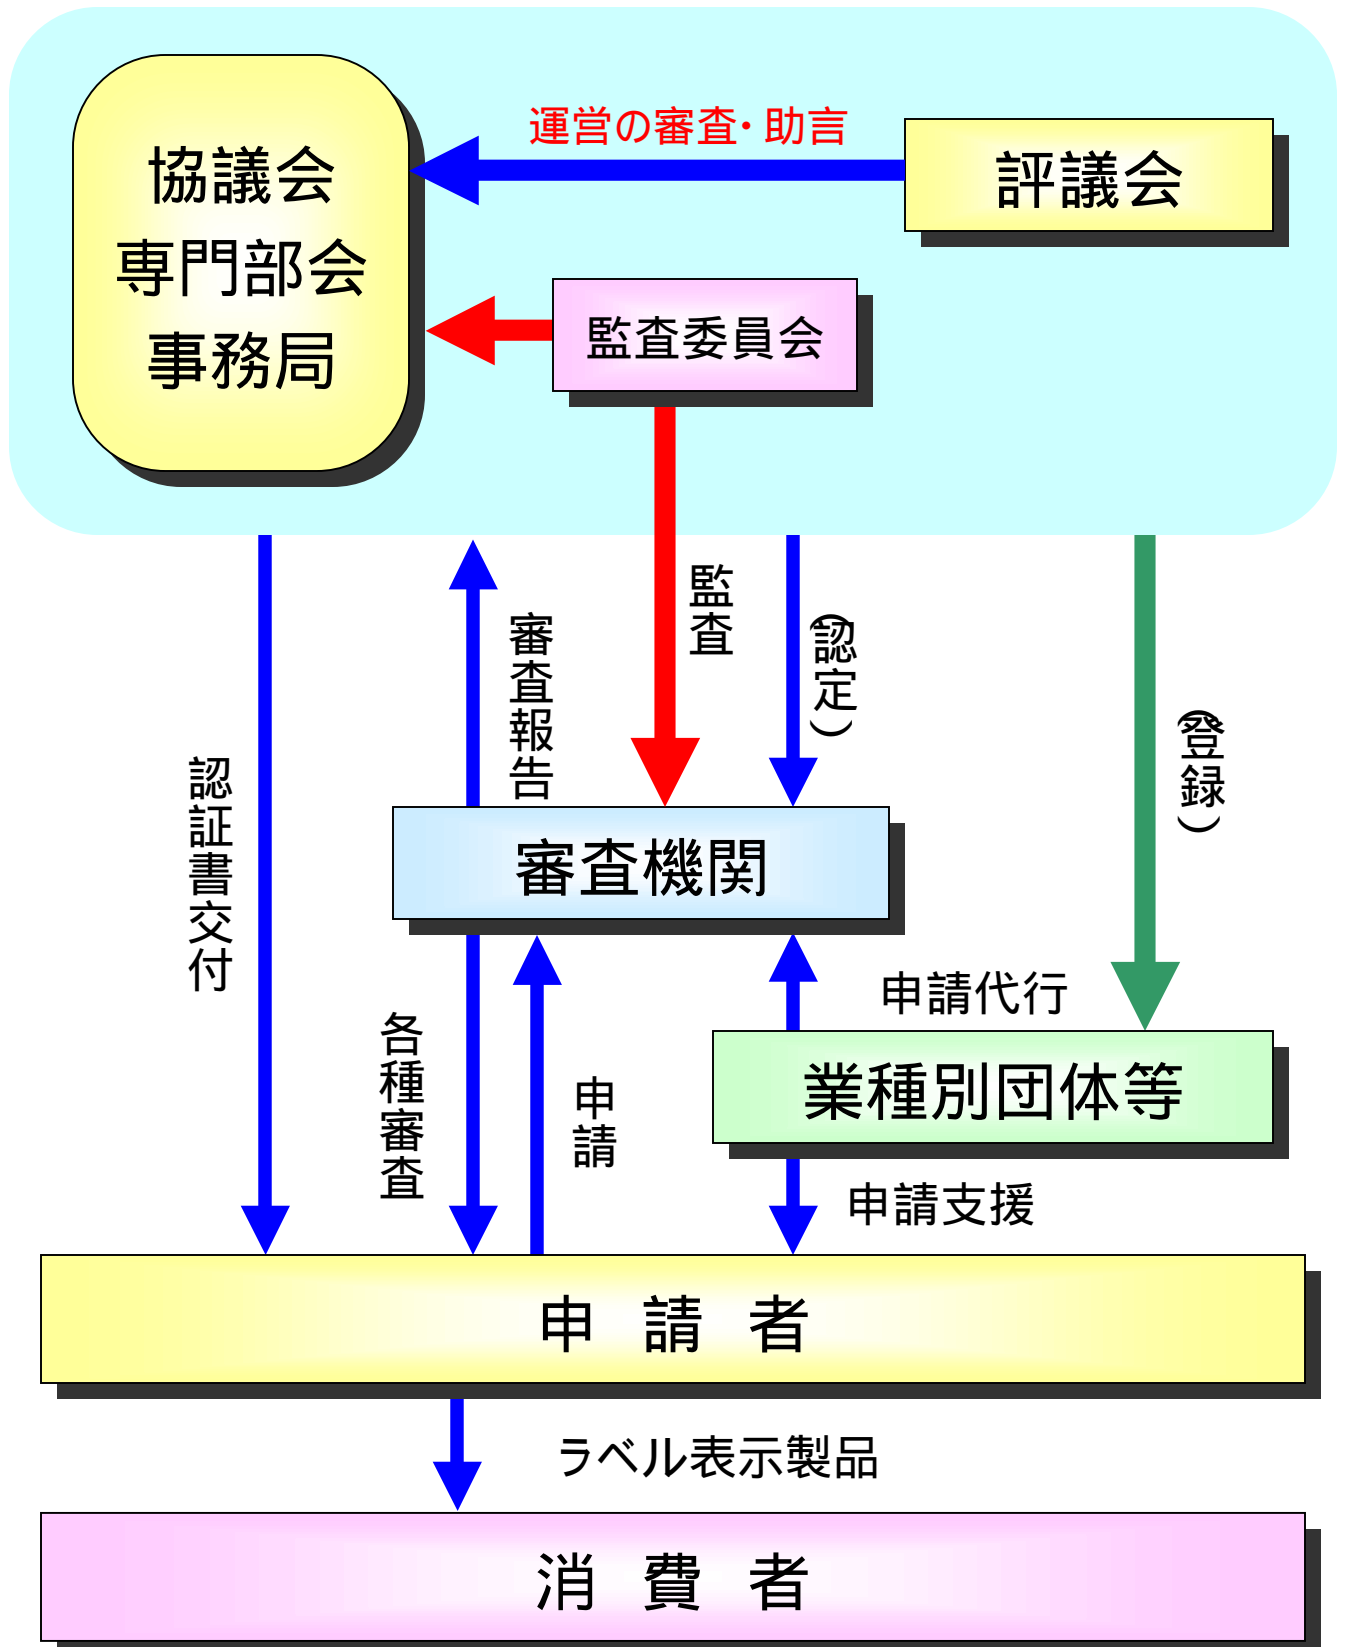 運営の審査・助言
評議会
協議会
専門部会
事務局
監査委員会
監査
(認定)
審査報告
(登録)
認証書交付
審査機関
申請代行
各種審査
申請
業種別団体等
申請支援
申 請 者
ラベル表示製品
消 費 者